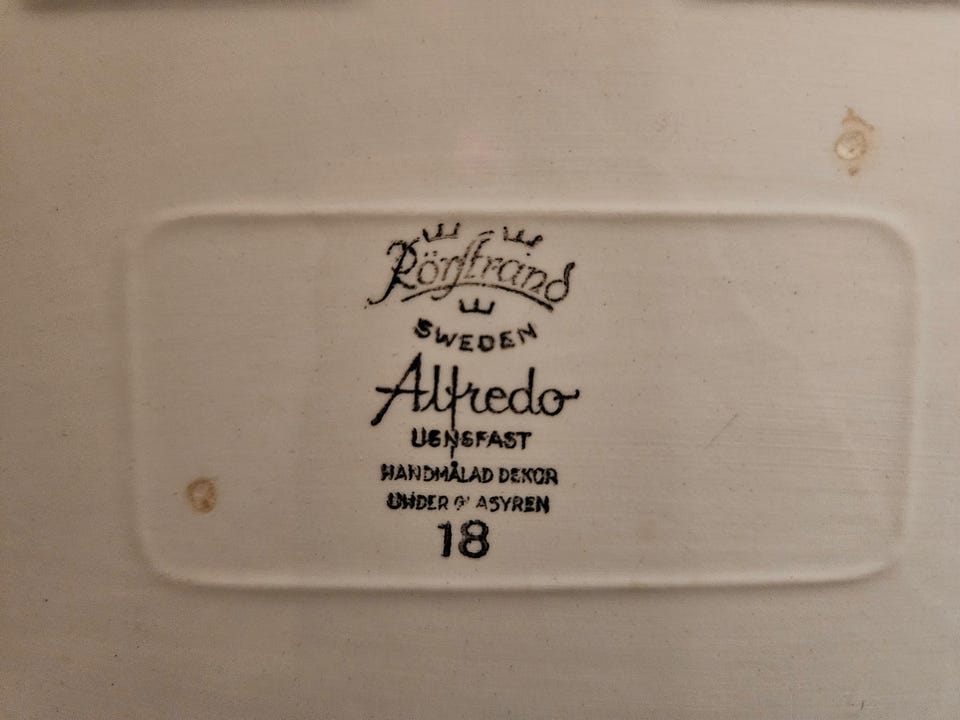 Rörstrand
SWEDEN
Alfredo
UGNSFAST
HANDMÅLAD DEKOR
UNDER GLASYREN
18